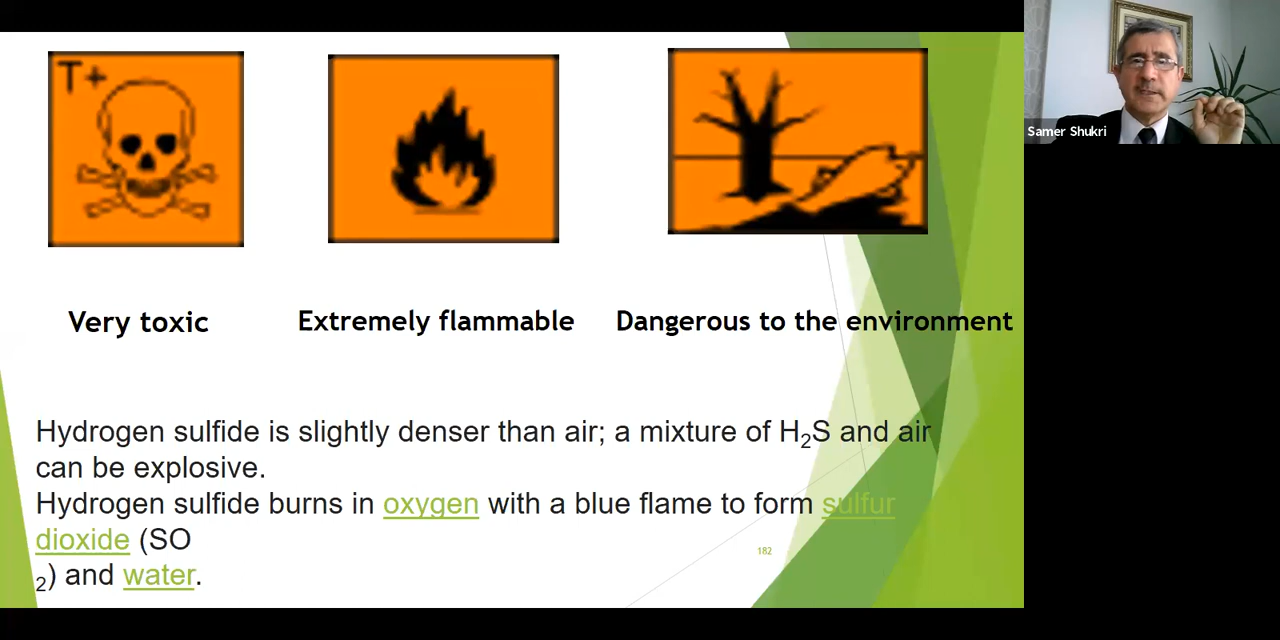 T+
Samer Shukri
Very toxic
Extremely flammable
Dangerous to the environment
Hydrogen sulfide is slightly denser than air; a mixture of H₂S and air
can be explosive.
Hydrogen sulfide burns in oxygen with a blue flame to form sulfur
dioxide (SO
₂) and water.
182